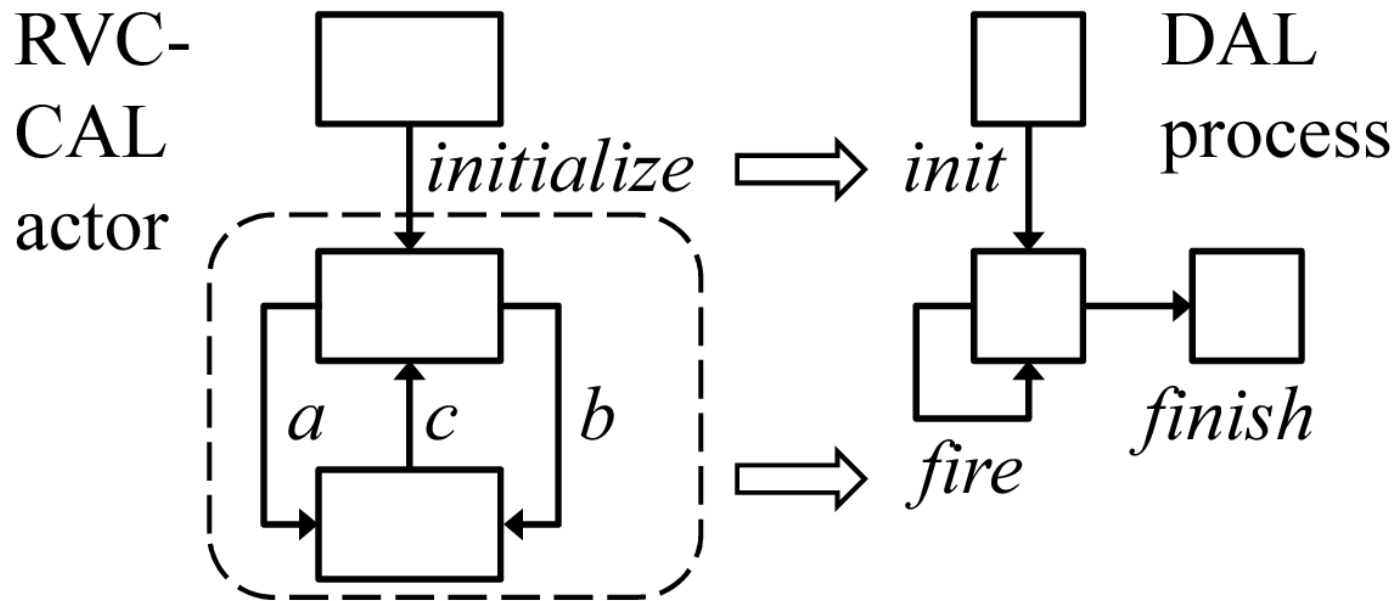 RVC-
CAL
actor
initialize
a
c
b
DAL
process
init
fire
finish